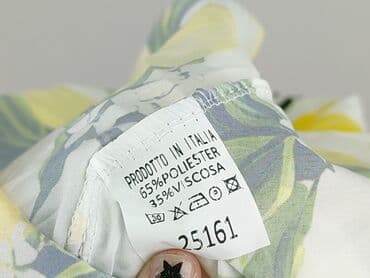 PRODOTTO IN ITALIA
65%POLIESTER
35%VISCOSA
25161